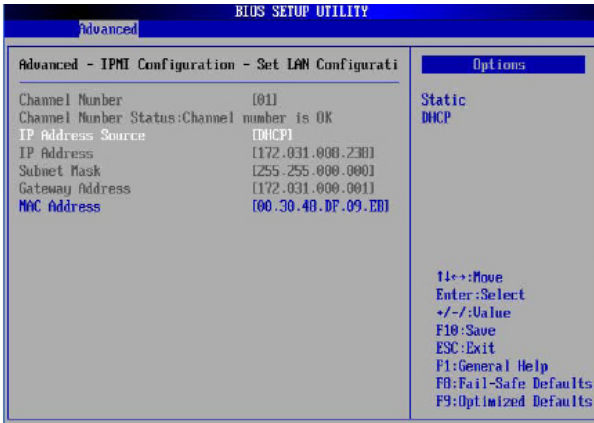 BIOS SETUP UTILITY
Advanced
Advanced - IPMI Configuration - Set LAN Configurati
Options
Channel Number [01]
Channel Number Status:Channel number is OK
IP Address Source [DHCP]
IP Address [172.031.008.238]
Subnet Mask [255.255.000.000]
Gateway Address [172.031.000.001]
MAC Address [00.30.48.DF.09.EB]
Static
DHCP
↑↓↔:Move
Enter:Select
+/-/:Value
F10:Save
ESC:Exit
F1:General Help
F8:Fail-Safe Defaults
F9:Optimized Defaults